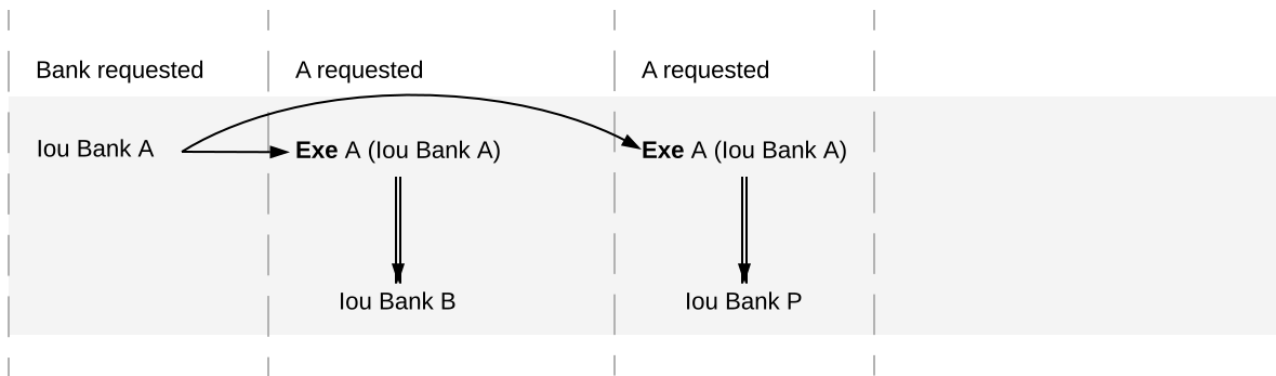 Bank requested
A requested
A requested
Iou Bank A
Exe A (Iou Bank A)
Exe A (Iou Bank A)
Iou Bank B
Iou Bank P